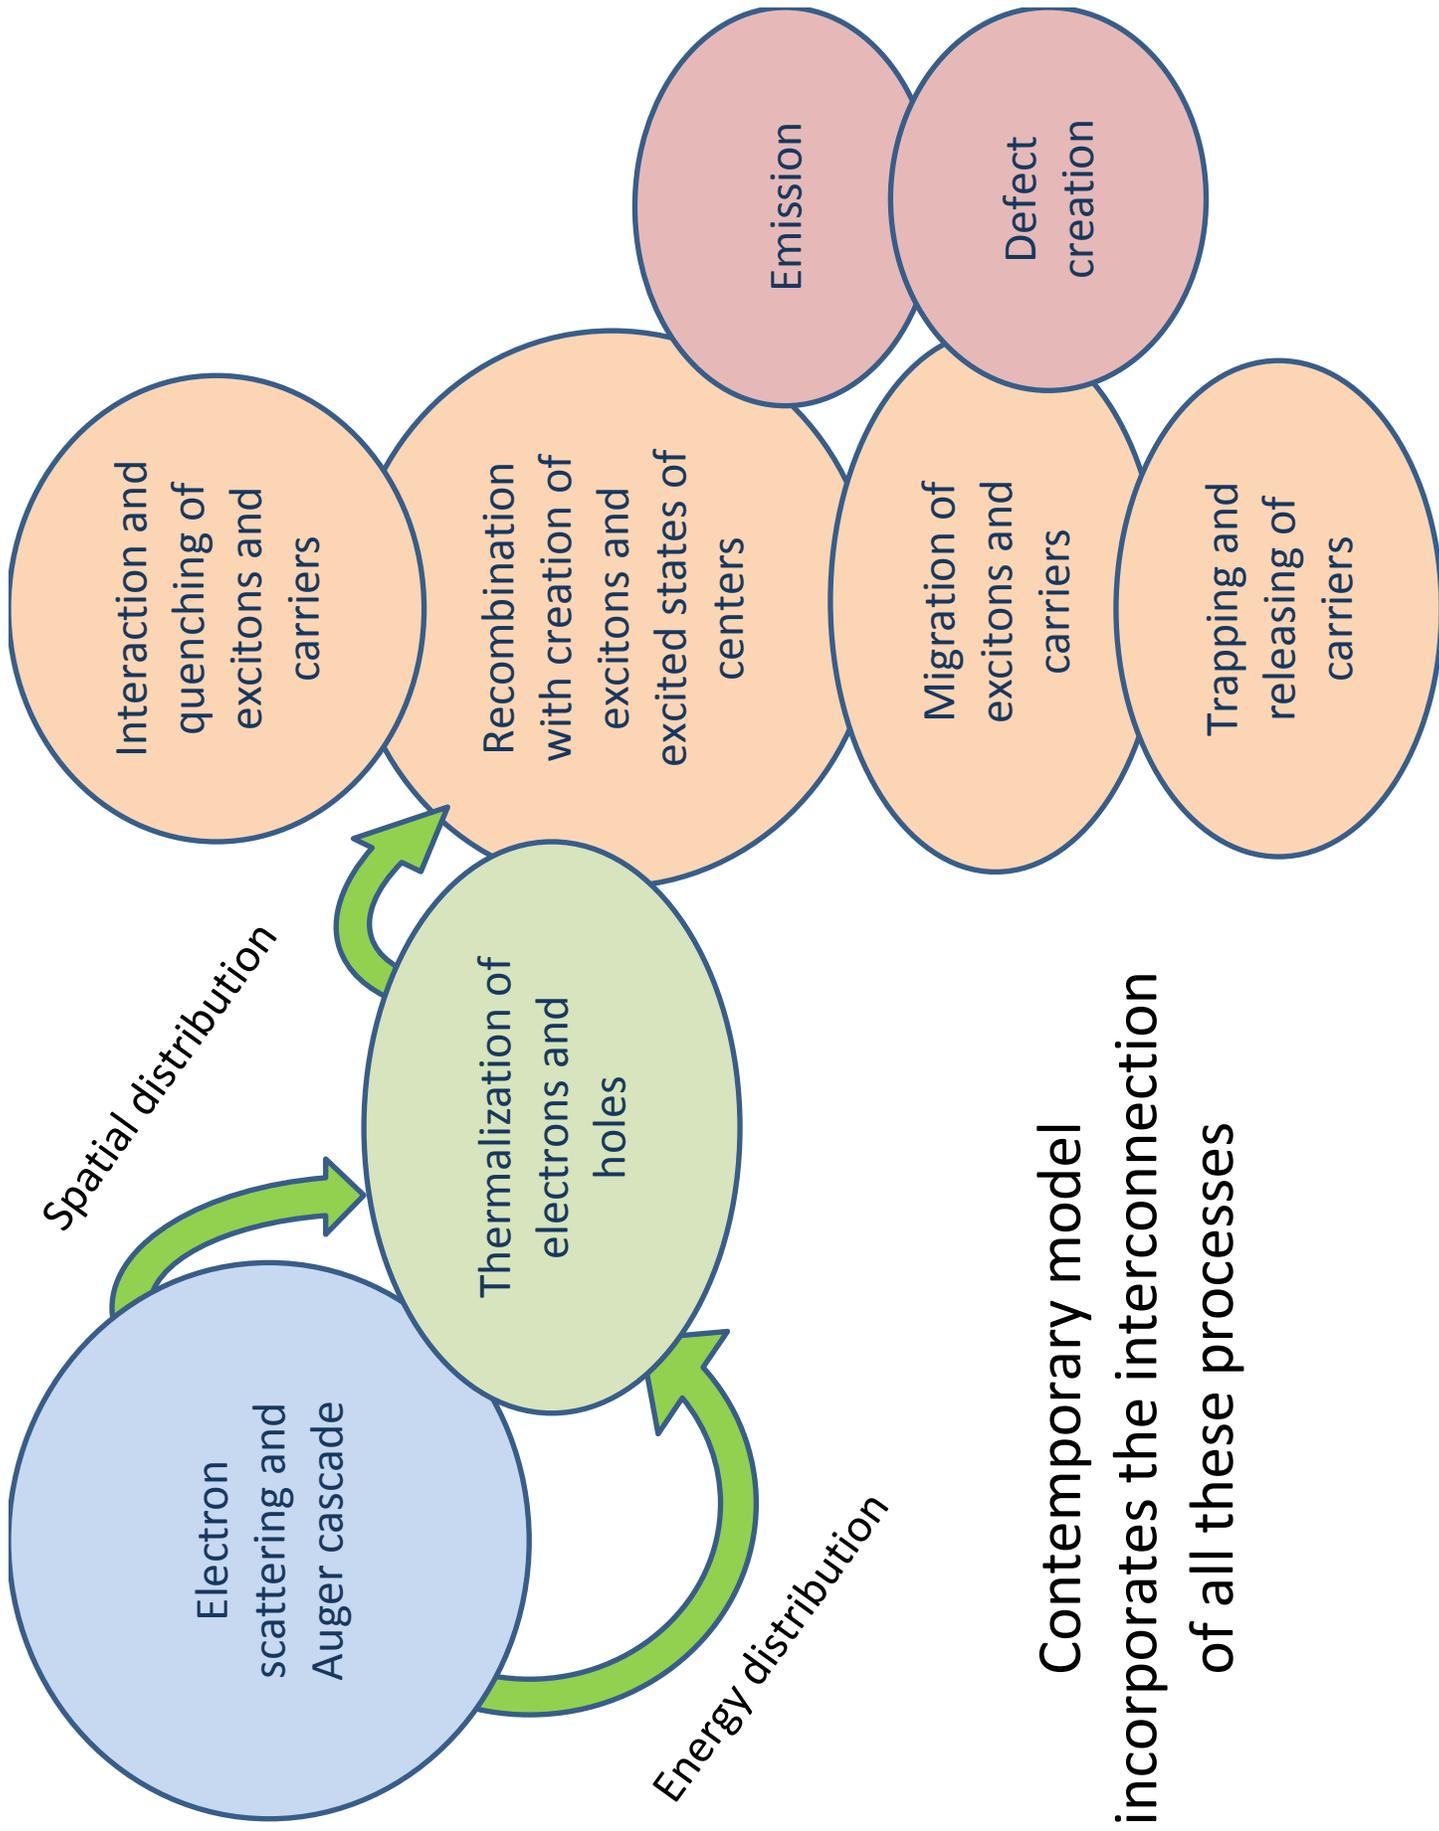 Electron
scattering and
Auger cascade
Spatial distribution
Energy distribution
Thermalization of
electrons and
holes
Interaction and
quenching of
excitons and
carriers
Recombination
with creation of
excitons and
excited states of
centers
Migration of
excitons and
carriers
Trapping and
releasing of
carriers
Emission
Defect
creation
Contemporary model
incorporates the interconnection
of all these processes